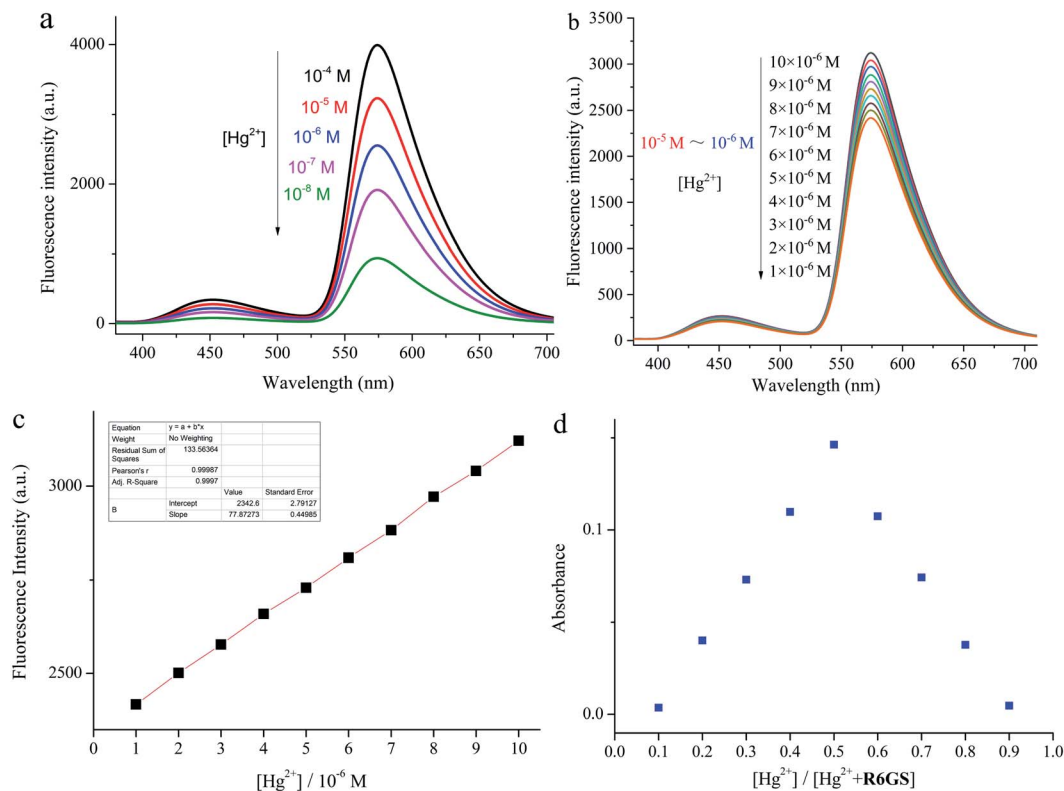 a
Fluorescence intensity (a.u.)
4000
2000
0
[Hg²⁺]
10⁻⁴ M
10⁻⁵ M
10⁻⁶ M
10⁻⁷ M
10⁻⁸ M
400 450 500 550 600 650 700
Wavelength (nm)
b
Fluorescence intensity (a.u.)
3500
3000
2500
2000
1500
1000
500
0
10⁻⁵ M ~ 10⁻⁶ M
[Hg²⁺]
10×10⁻⁶ M
9×10⁻⁶ M
8×10⁻⁶ M
7×10⁻⁶ M
6×10⁻⁶ M
5×10⁻⁶ M
4×10⁻⁶ M
3×10⁻⁶ M
2×10⁻⁶ M
1×10⁻⁶ M
400 450 500 550 600 650 700
Wavelength (nm)
c
Fluorescence Intensity (a.u.)
3000
2500
Equation y = a + b*x
Weight No Weighting
Residual Sum of
Squares 133.56364
Pearson's r 0.99987
Adj. R-Square 0.9997
Value Standard Error
B Intercept 2342.6 2.79127
Slope 77.87273 0.44985
0 1 2 3 4 5 6 7 8 9 10
[Hg²⁺] / 10⁻⁶ M
d
Absorbance
0.1
0.0
0.0 0.1 0.2 0.3 0.4 0.5 0.6 0.7 0.8 0.9 1.0
[Hg²⁺] / [Hg²⁺+R6GS]